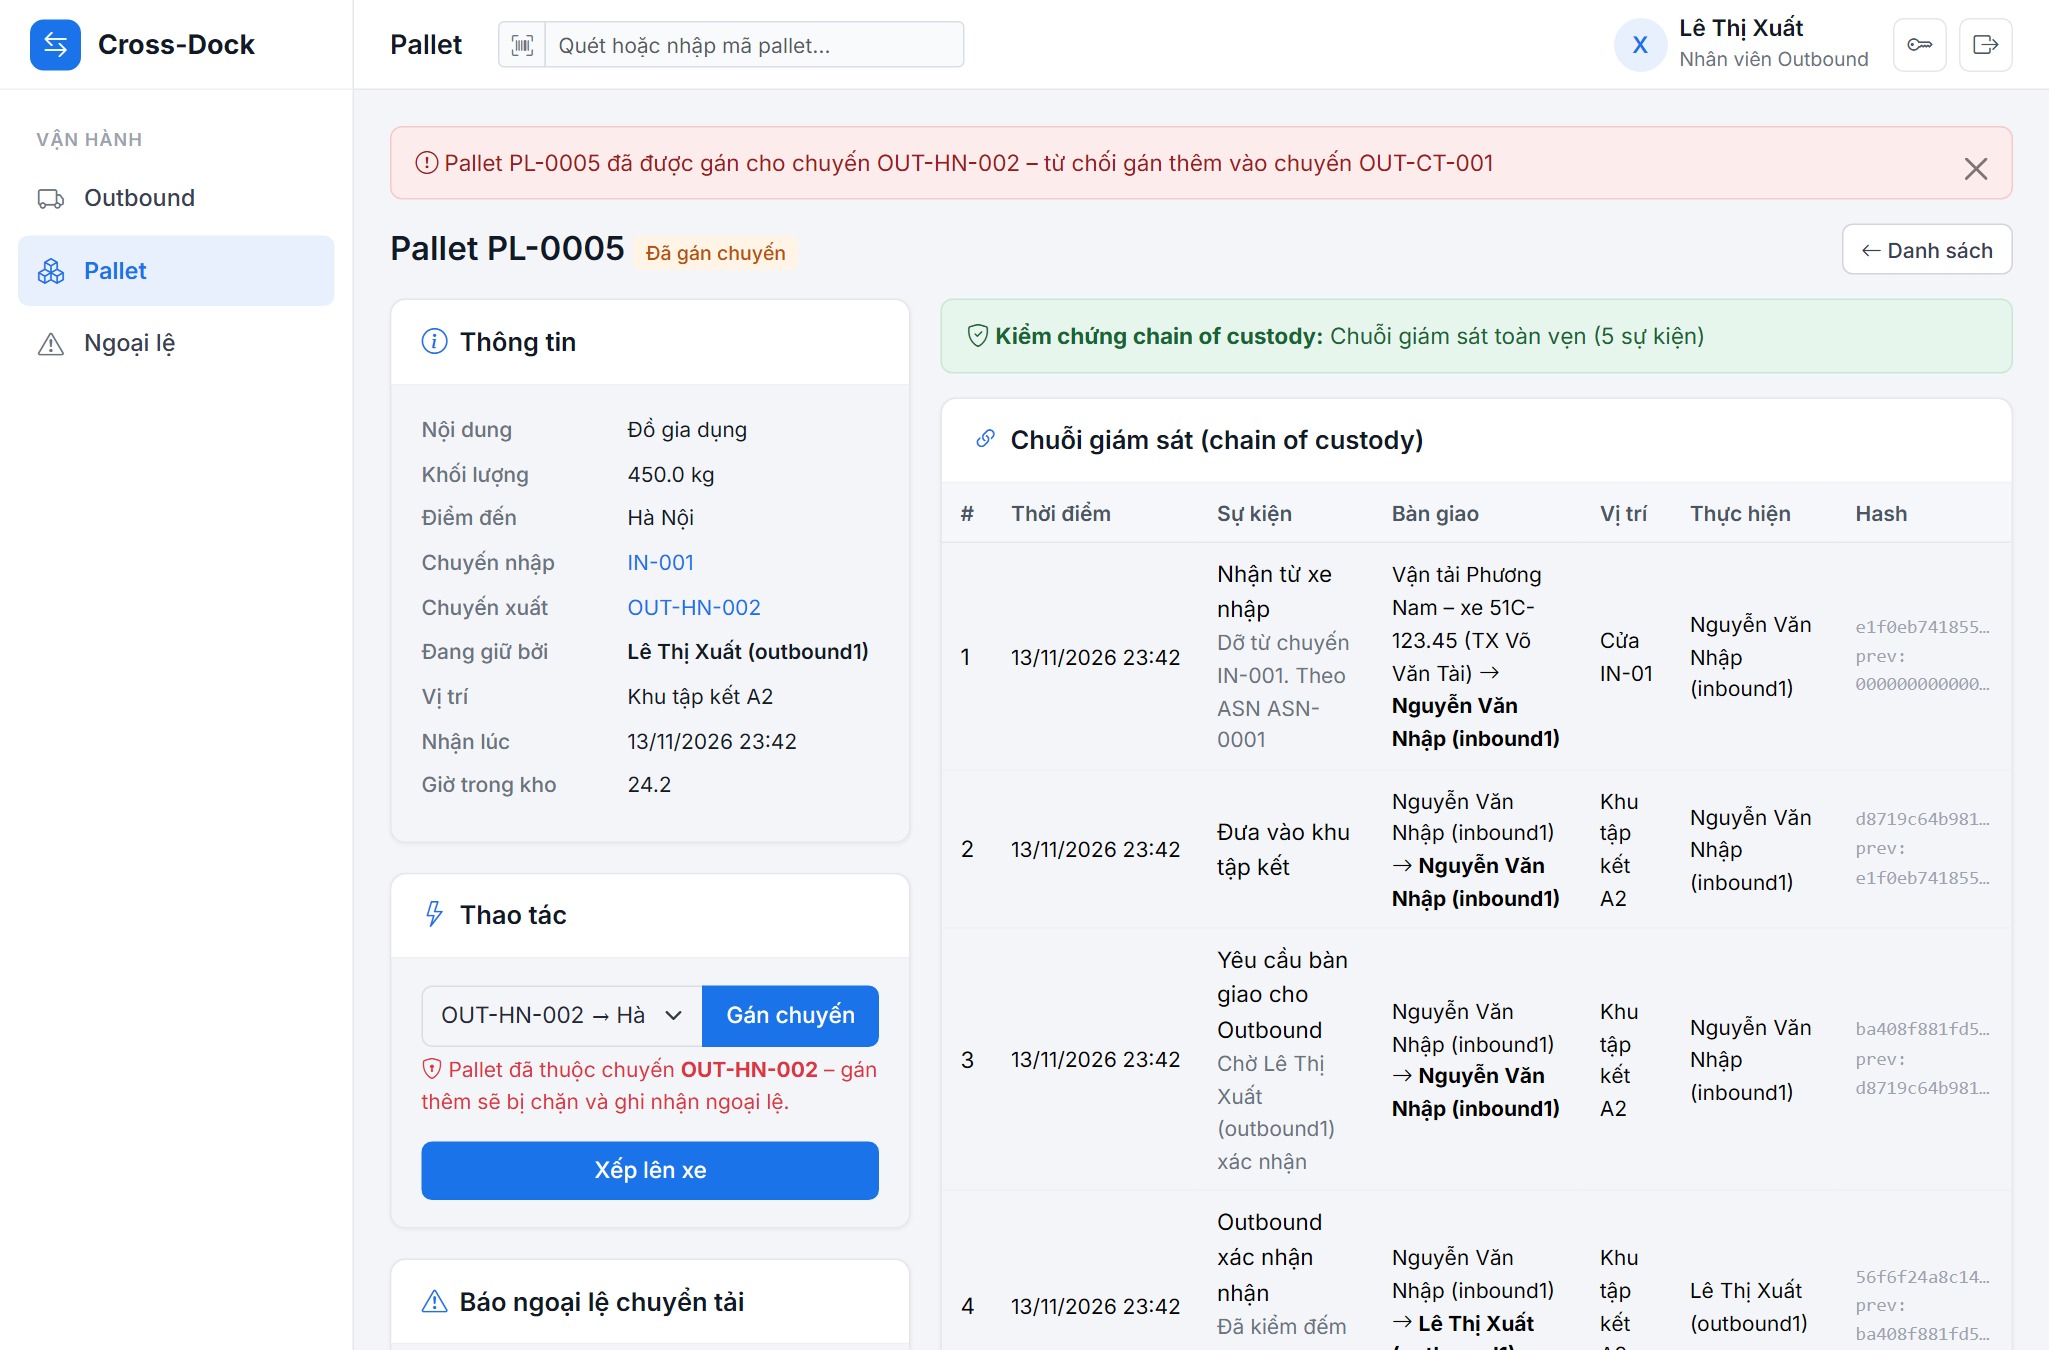 Cross-Dock
Pallet
Quét hoặc nhập mã pallet...
X
Lê Thị Xuất
Nhân viên Outbound
VẬN HÀNH
Outbound
Pallet
Ngoại lệ
Pallet PL-0005 đã được gán cho chuyến OUT-HN-002 – từ chối gán thêm vào chuyến OUT-CT-001
Pallet PL-0005 Đã gán chuyến
← Danh sách
Thông tin
Nội dung Đồ gia dụng
Khối lượng 450.0 kg
Điểm đến Hà Nội
Chuyến nhập IN-001
Chuyến xuất OUT-HN-002
Đang giữ bởi Lê Thị Xuất (outbound1)
Vị trí Khu tập kết A2
Nhận lúc 13/11/2026 23:42
Giờ trong kho 24.2
Thao tác
OUT-HN-002 → Hà
Gán chuyến
Pallet đã thuộc chuyến OUT-HN-002 – gán
thêm sẽ bị chặn và ghi nhận ngoại lệ.
Xếp lên xe
Báo ngoại lệ chuyển tải
Kiểm chứng chain of custody: Chuỗi giám sát toàn vẹn (5 sự kiện)
Chuỗi giám sát (chain of custody)
# Thời điểm Sự kiện Bàn giao Vị trí Thực hiện Hash
1
13/11/2026 23:42
Nhận từ xe
nhập
Dỡ từ chuyến
IN-001. Theo
ASN ASN-
0001
Vận tải Phương
Nam – xe 51C-
123.45 (TX Võ
Văn Tài) →
Nguyễn Văn
Nhập (inbound1)
Cửa
IN-01
Nguyễn Văn
Nhập
(inbound1)
e1f0eb741855…
prev:
000000000000…
2
13/11/2026 23:42
Đưa vào khu
tập kết
Nguyễn Văn
Nhập (inbound1)
→ Nguyễn Văn
Nhập (inbound1)
Khu
tập
kết
A2
Nguyễn Văn
Nhập
(inbound1)
d8719c64b981…
prev:
e1f0eb741855…
3
13/11/2026 23:42
Yêu cầu bàn
giao cho
Outbound
Chờ Lê Thị
Xuất
(outbound1)
xác nhận
Nguyễn Văn
Nhập (inbound1)
→ Nguyễn Văn
Nhập (inbound1)
Khu
tập
kết
A2
Nguyễn Văn
Nhập
(inbound1)
ba408f881fd5…
prev:
d8719c64b981…
4
13/11/2026 23:42
Outbound
xác nhận
nhận
Đã kiểm đếm
Nguyễn Văn
Nhập (inbound1)
→ Lê Thị Xuất
Khu
tập
kết
Lê Thị Xuất
(outbound1)
56f6f24a8c14…
prev:
ba408f881fd5…